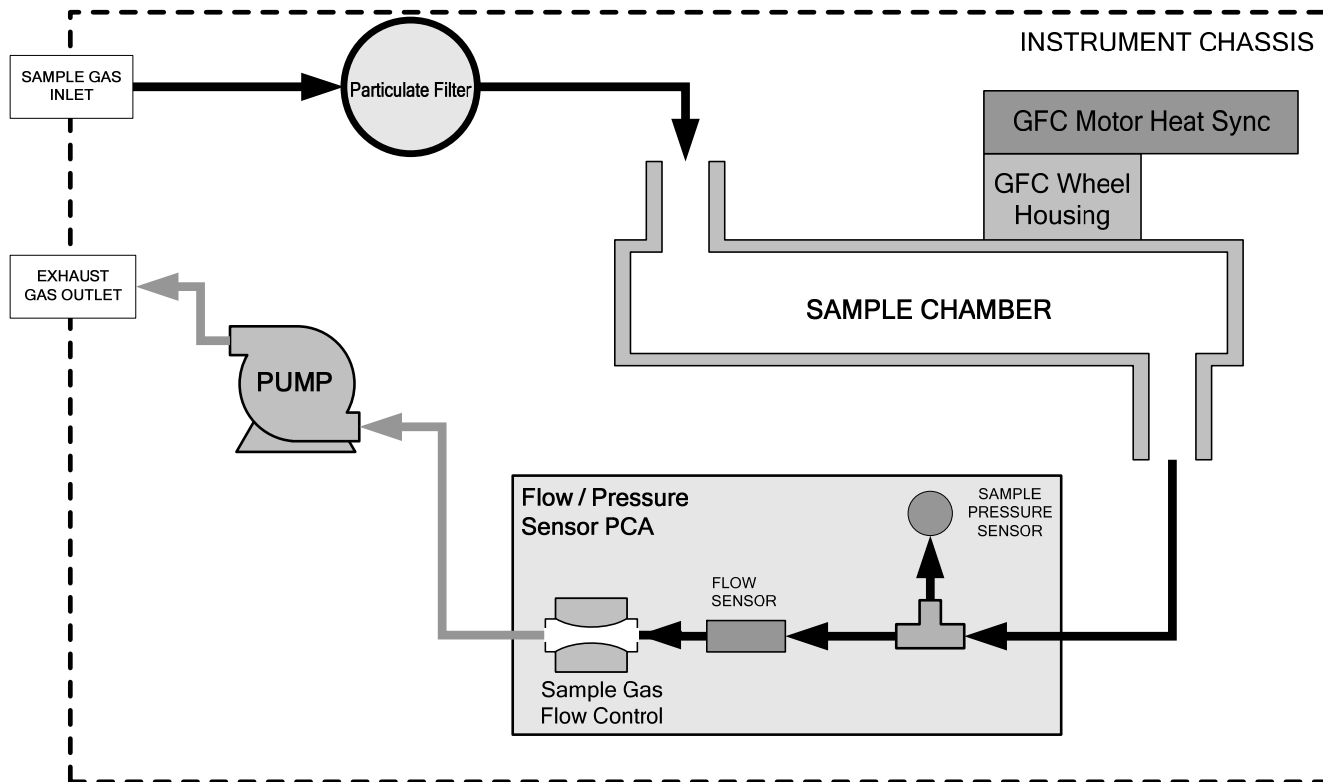 INSTRUMENT CHASSIS
SAMPLE GAS
INLET
Particulate Filter
GFC Motor Heat Sync
GFC Wheel
Housing
EXHAUST
GAS OUTLET
SAMPLE CHAMBER
PUMP
Flow / Pressure
Sensor PCA
SAMPLE
PRESSURE
SENSOR
FLOW
SENSOR
Sample Gas
Flow Control